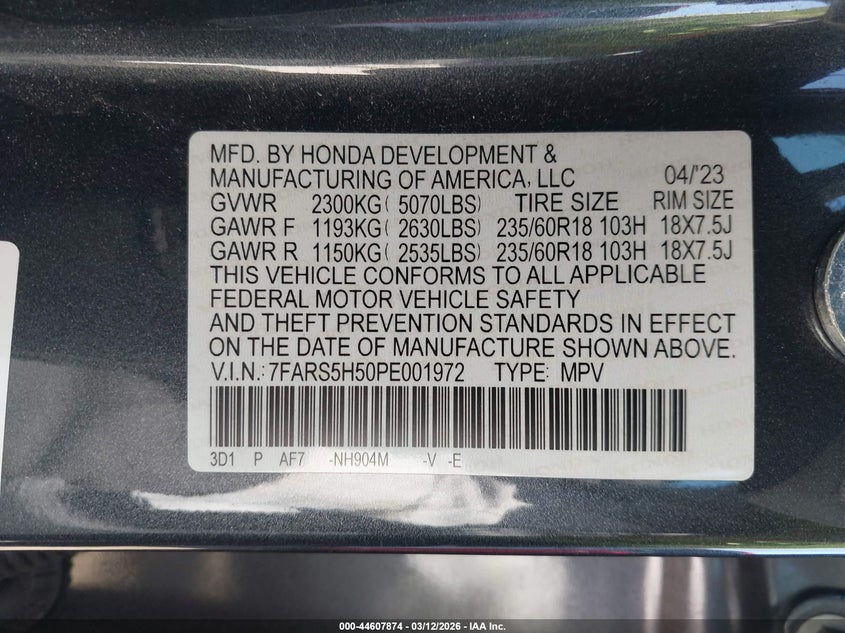 MFD. BY HONDA DEVELOPMENT &
MANUFACTURING OF AMERICA, LLC 04/'23
GVWR 2300KG( 5070LBS) TIRE SIZE RIM SIZE
GAWR F 1193KG( 2630LBS) 235/60R18 103H 18X7.5J
GAWR R 1150KG( 2535LBS) 235/60R18 103H 18X7.5J
THIS VEHICLE CONFORMS TO ALL APPLICABLE
FEDERAL MOTOR VEHICLE SAFETY
AND THEFT PREVENTION STANDARDS IN EFFECT
ON THE DATE OF MANUFACTURE SHOWN ABOVE.
V.I.N.: 7FARS5H50PE001972 TYPE: MPV
3D1 P AF7 -NH904M -V -E
000-44607874 - 03/12/2026 - IAA Inc.